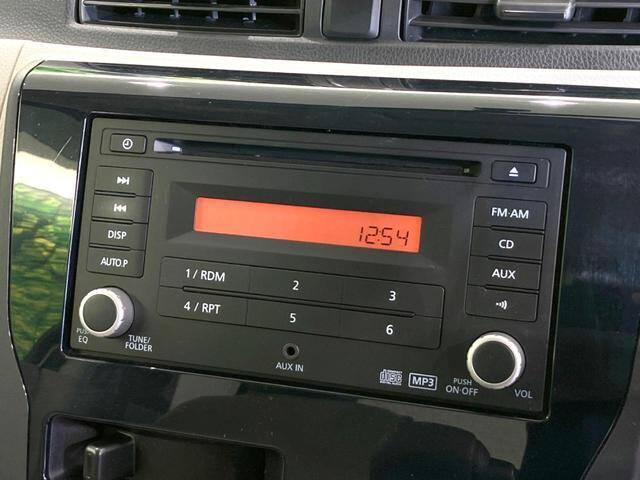 FM·AM
DISP
12:54
CD
AUTO.P
1 / RDM
2
3
AUX
4 / RPT
5
6
PUSH
EQ
TUNE/
FOLDER
AUX IN
MP3
PUSH
ON·OFF
VOL